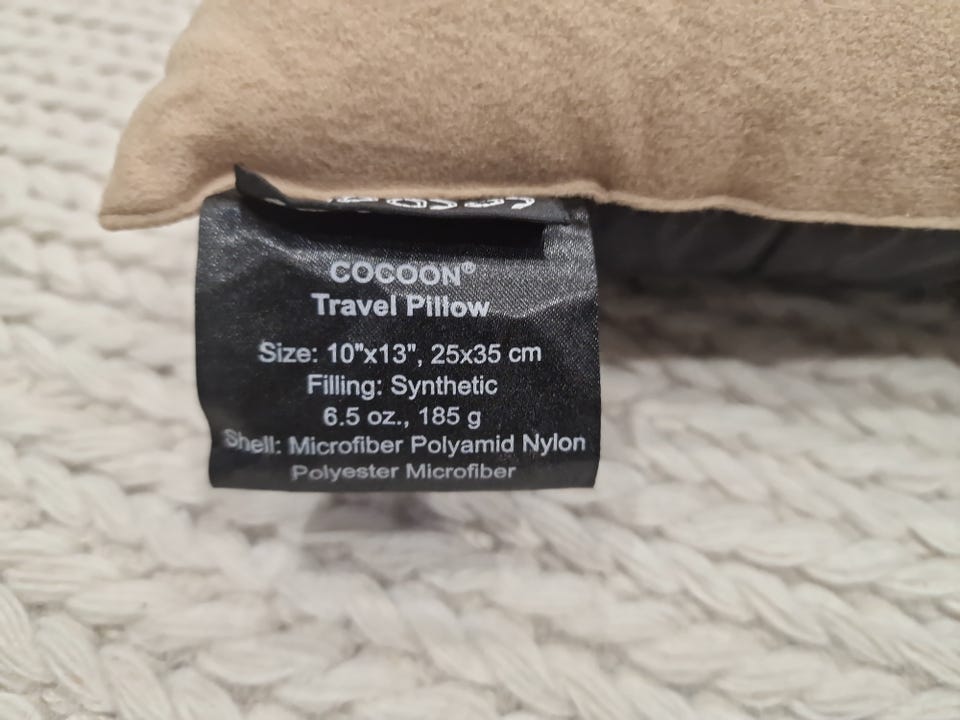 COCOON®
Travel Pillow
Size: 10"x13", 25x35 cm
Filling: Synthetic
6.5 oz., 185 g
Shell: Microfiber Polyamid Nylon
Polyester Microfiber